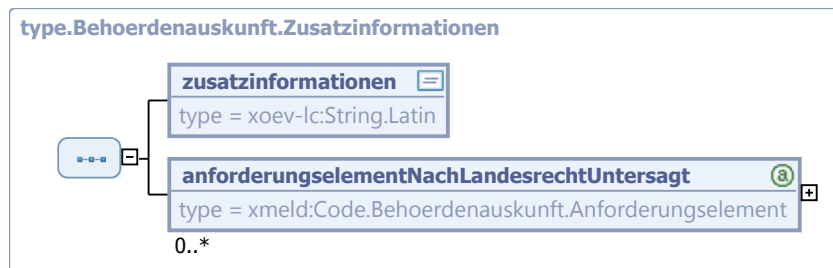 type.Behoerdenauskunft.Zusatzinformationen
zusatzinformationen
type = xoev-lc:String.Latin
anforderungselementNachLandesrechtUntersagt
type = xmeld:Code.Behoerdenauskunft.Anforderungselement
0..*